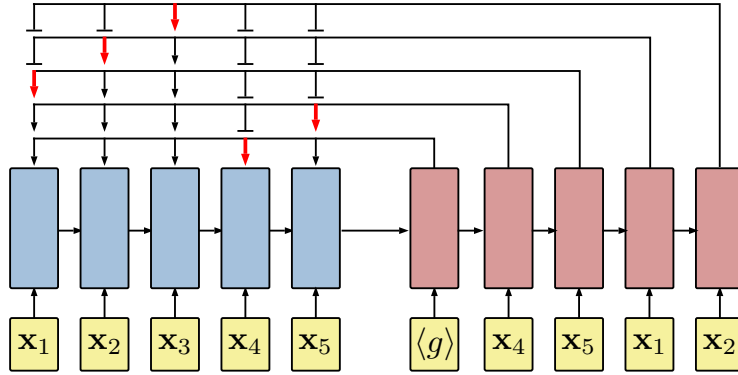 x₁ x₂ x₃ x₄ x₅ ⟨g⟩ x₄ x₅ x₁ x₂